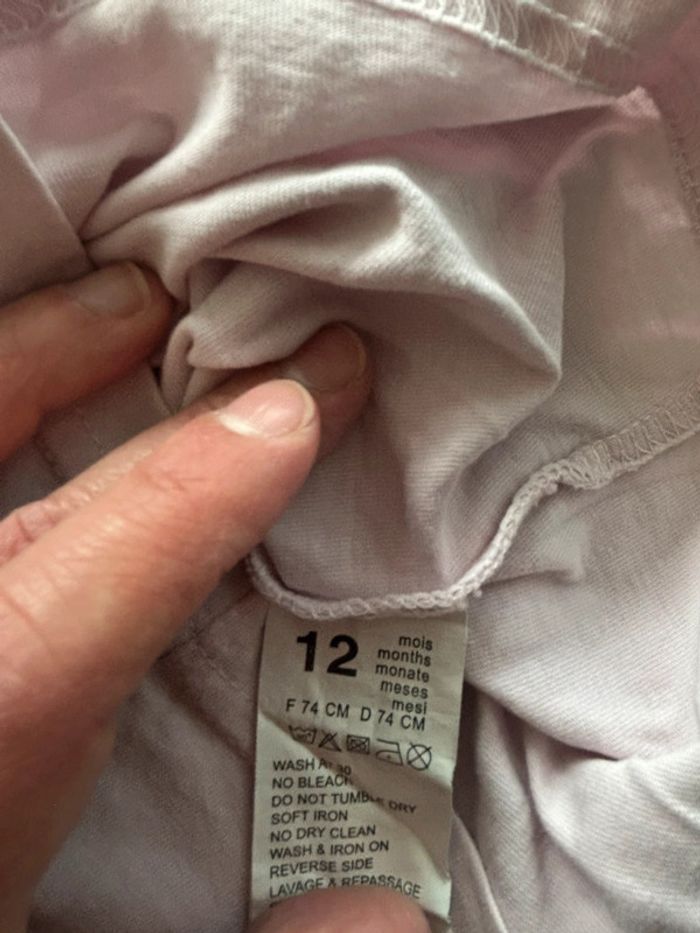 12
mois
months
monate
meses
mesi
F 74 CM D 74 CM
WASH AT 30
NO BLEACH
DO NOT TUMBLE DRY
SOFT IRON
NO DRY CLEAN
WASH & IRON ON
REVERSE SIDE
LAVAGE & REPASSAGE